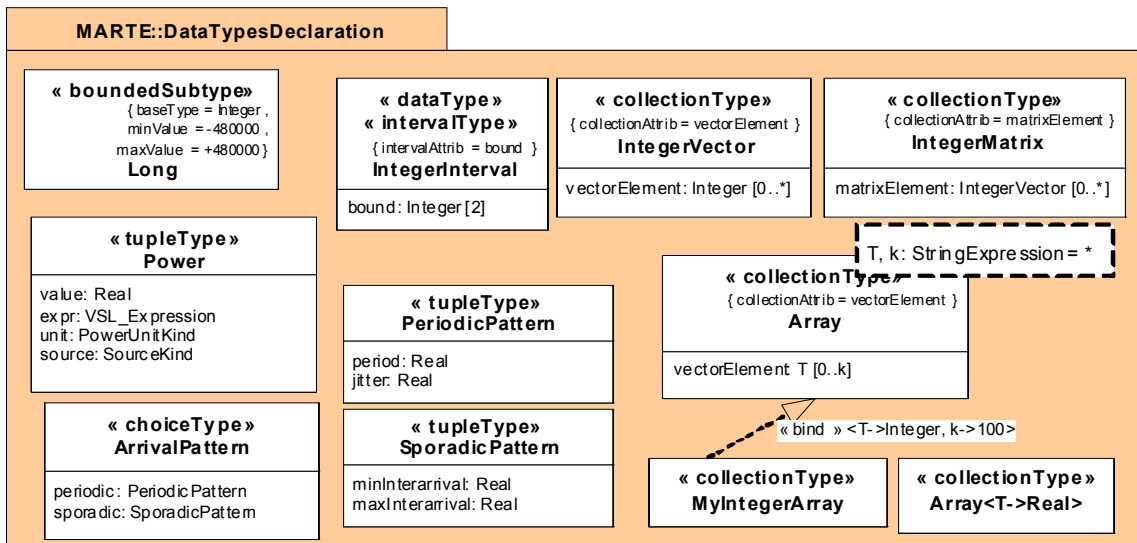 MARTE::DataTypesDeclaration
« boundedSubtype»
{ baseType = Integer ,
minValue = -480000 ,
maxValue = +480000 }
Long
« dataType»
« intervalType»
{ intervalAttrib = bound }
IntegerInterval
bound: Integer [2]
« collectionType»
{ collectionAttrib = vectorElement }
IntegerVector
vectorElement: Integer [0..*]
« collectionType»
{ collectionAttrib = matrixElement }
IntegerMatrix
matrixElement: IntegerVector [0..*]
« tupleType»
Power
value: Real
expr: VSL_Expression
unit: PowerUnitKind
source: SourceKind
« tupleType»
PeriodicPattern
period: Real
jitter: Real
T, k: StringExpression = *
« collectionType»
{ collectionAttrib = vectorElement }
Array
vectorElement T [0..k]
« choiceType»
ArrivalPattern
periodic: PeriodicPattern
sporadic: SporadicPattern
« tupleType»
SporadicPattern
minInterarrival: Real
maxInterarrival: Real
« bind » <T->Integer, k->100>
« collectionType»
MyIntegerArray
« collectionType»
Array<T->Real>